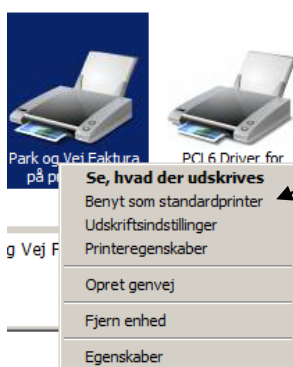 Park og Vej Faktura
på pr
PCL6 Driver for
Se, hvad der udskrives
Benyt som standardprinter
Udskriftsindstillinger
Printeregenskaber
g Vej F
Opret genvej
Fjern enhed
Egenskaber